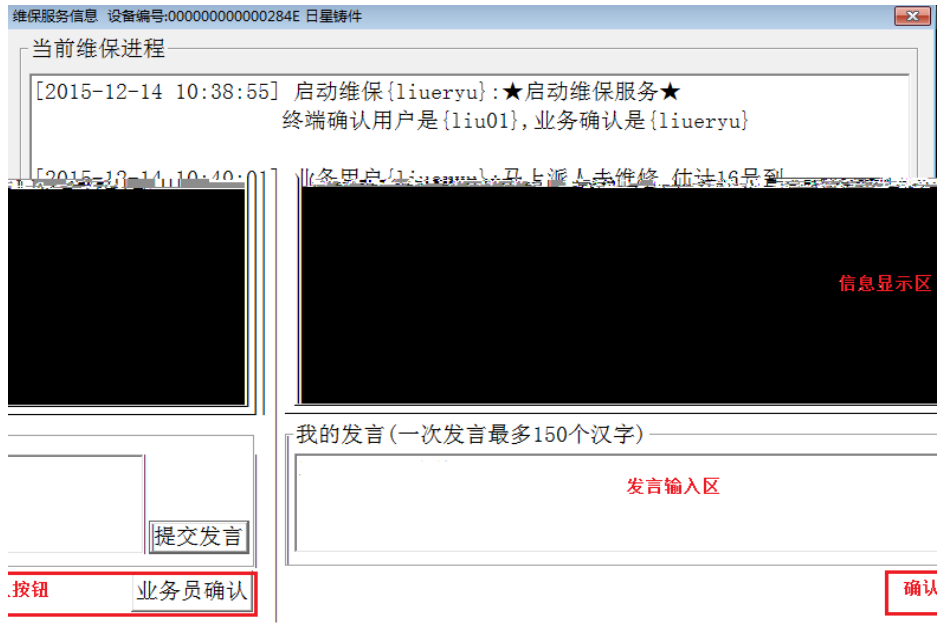 维保服务信息 设备编号:000000000000284E 日星铸件
当前维保进程
[2015-12-14 10:38:55] 启动维保{liueryu}:★启动维保服务★
终端确认用户是{liu01},业务确认是{liueryu}
信息显示区
我的发言(一次发言最多150个汉字)
发言输入区
提交发言
按钮
业务员确认
确认